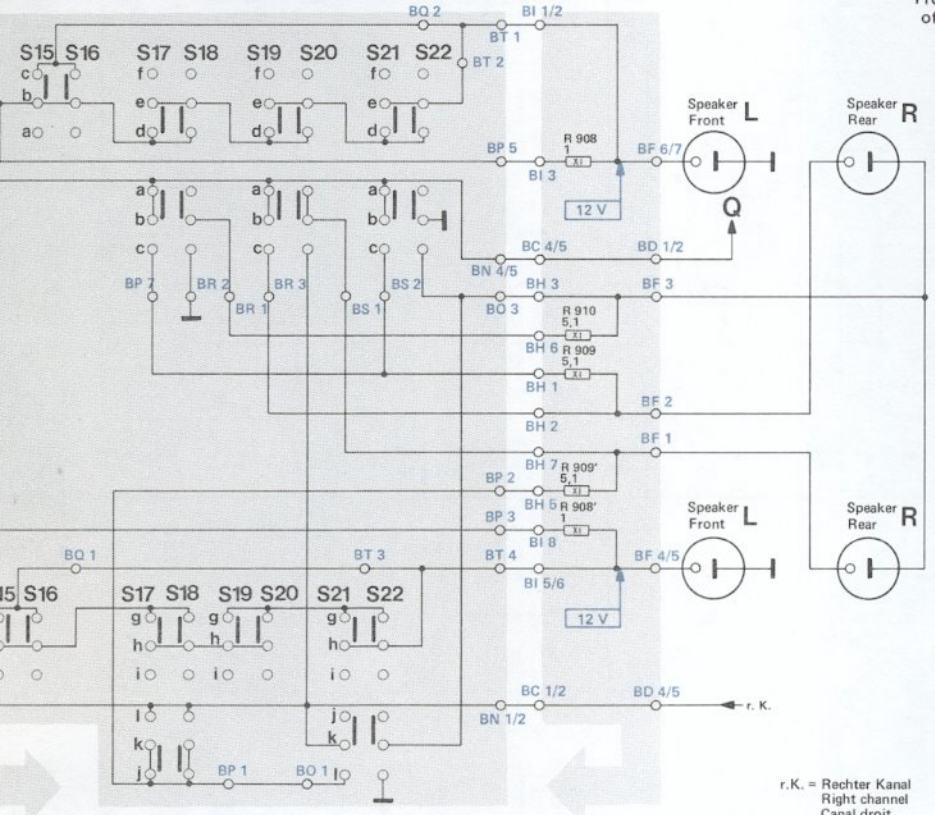 BQ 2
BI 1/2
BT 1
of
S15 S16 S17 S18 S19 S20 S21 S22
BT 2
c f f f
b e e e
a d d d
Speaker Front L
Speaker Rear R
R 908
1
BP 5
BI 3
BF 6/7
12 V
a a a
b b b
c c c
Q
BC 4/5
BD 1/2
BN 4/5
BP 7
BR 2
BR 3
BR 1
BS 2
BS 1
BH 3
BF 3
BO 3
R 910
5,1
BH 6
R 909
5,1
BH 1
BF 2
BH 2
BF 1
BH 7
R 909'
5,1
BP 2
BH 5
R 908'
1
BP 3
BI 8
Speaker Front L
Speaker Rear R
BQ 1
BT 3
BT 4
BI 5/6
BF 4/5
12 V
15 S16 S17 S18 S19 S20 S21 S22
g g g
h h h
i i i
BC 1/2
BD 4/5
BN 1/2
r. K.
l j
k k
j l
BP 1
BO 1
r.K. = Rechter Kanal
Right channel
Canal droit